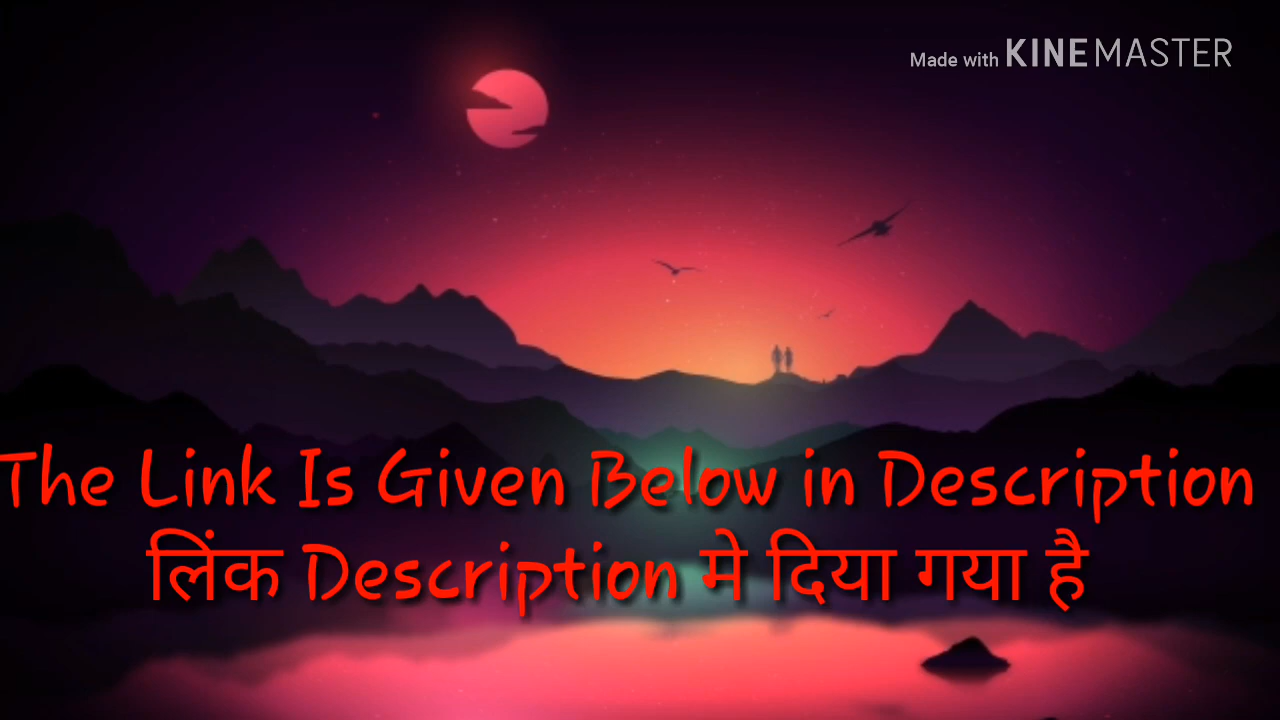 Made with KINEMASTER
The Link Is Given Below in Description
लिंक Description मे दिया गया है